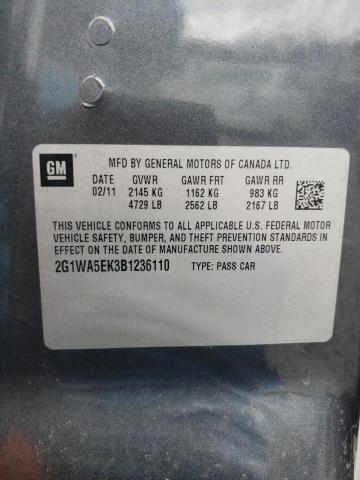 GM
MFD BY GENERAL MOTORS OF CANADA LTD.
DATE GVWR GAWR FRT GAWR RR
02/11 2145 KG 1162 KG 983 KG
4729 LB 2562 LB 2167 LB
THIS VEHICLE CONFORMS TO ALL APPLICABLE U.S. FEDERAL MOTOR
VEHICLE SAFETY, BUMPER, AND THEFT PREVENTION STANDARDS IN
EFFECT ON THE DATE OF MANUFACTURE SHOWN ABOVE.
2G1WA5EK3B1236110 TYPE: PASS CAR